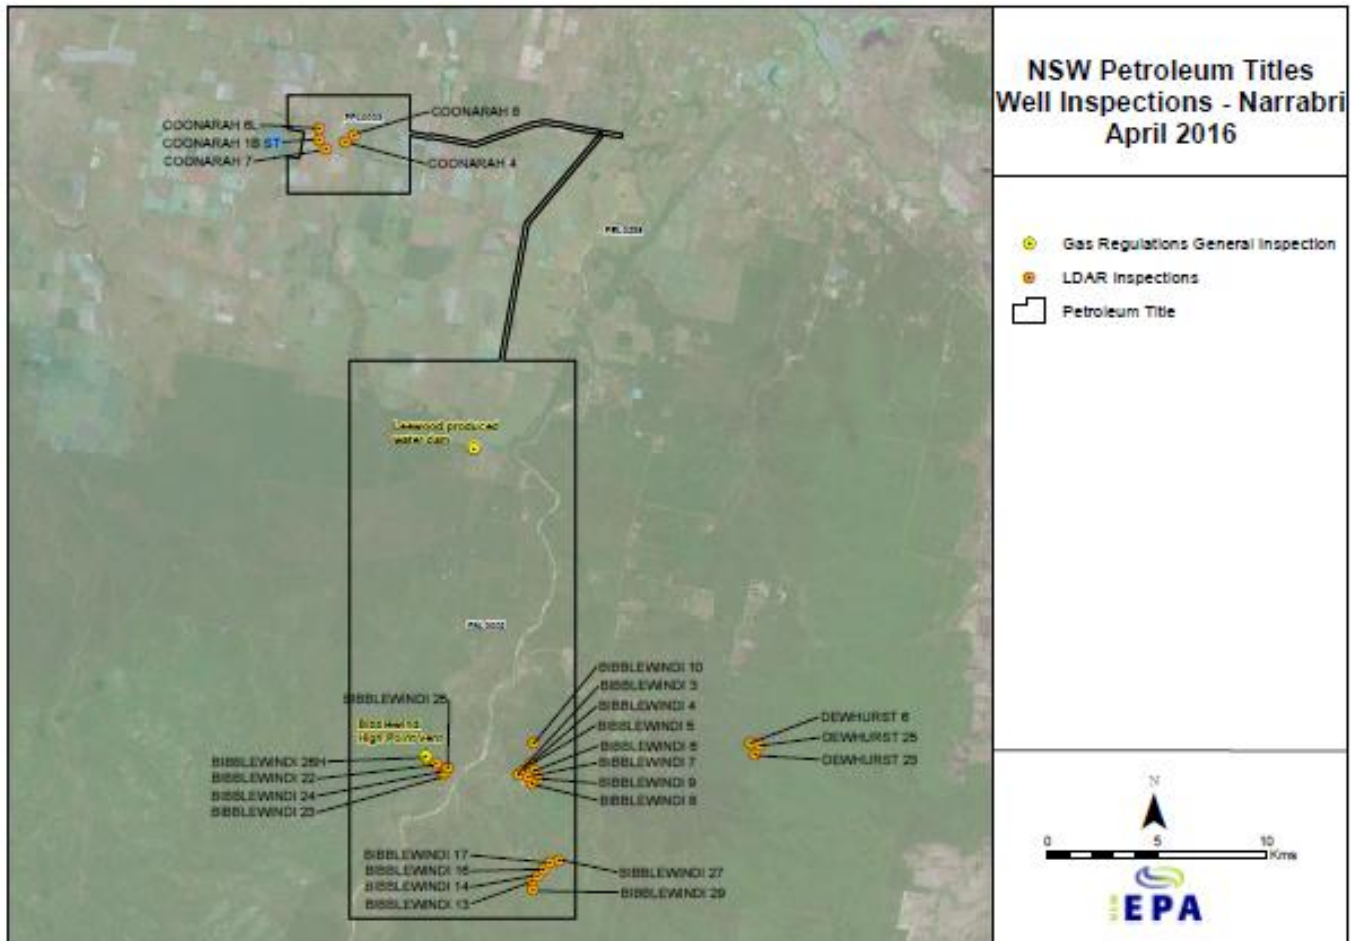 NSW Petroleum Titles
Well Inspections - Narrabri
April 2016
Gas Regulations General Inspection
LDAR Inspections
Petroleum Title
COONARAH 6L
COONARAH 1B ST
COONARAH 7
PPL0003
COONARAH 8
COONARAH 4
PEL0238
Leewood produced
water dam
PAL0002
BIBBLEWINDI 25
Bibblewindi
High Point Vent
BIBBLEWINDI 26H
BIBBLEWINDI 22
BIBBLEWINDI 24
BIBBLEWINDI 23
BIBBLEWINDI 10
BIBBLEWINDI 3
BIBBLEWINDI 4
BIBBLEWINDI 5
BIBBLEWINDI 6
BIBBLEWINDI 7
BIBBLEWINDI 9
BIBBLEWINDI 8
DEWHURST 6
DEWHURST 25
DEWHURST 23
BIBBLEWINDI 17
BIBBLEWINDI 16
BIBBLEWINDI 14
BIBBLEWINDI 13
BIBBLEWINDI 27
BIBBLEWINDI 29
N
0 5 10
Kms
NSW
EPA